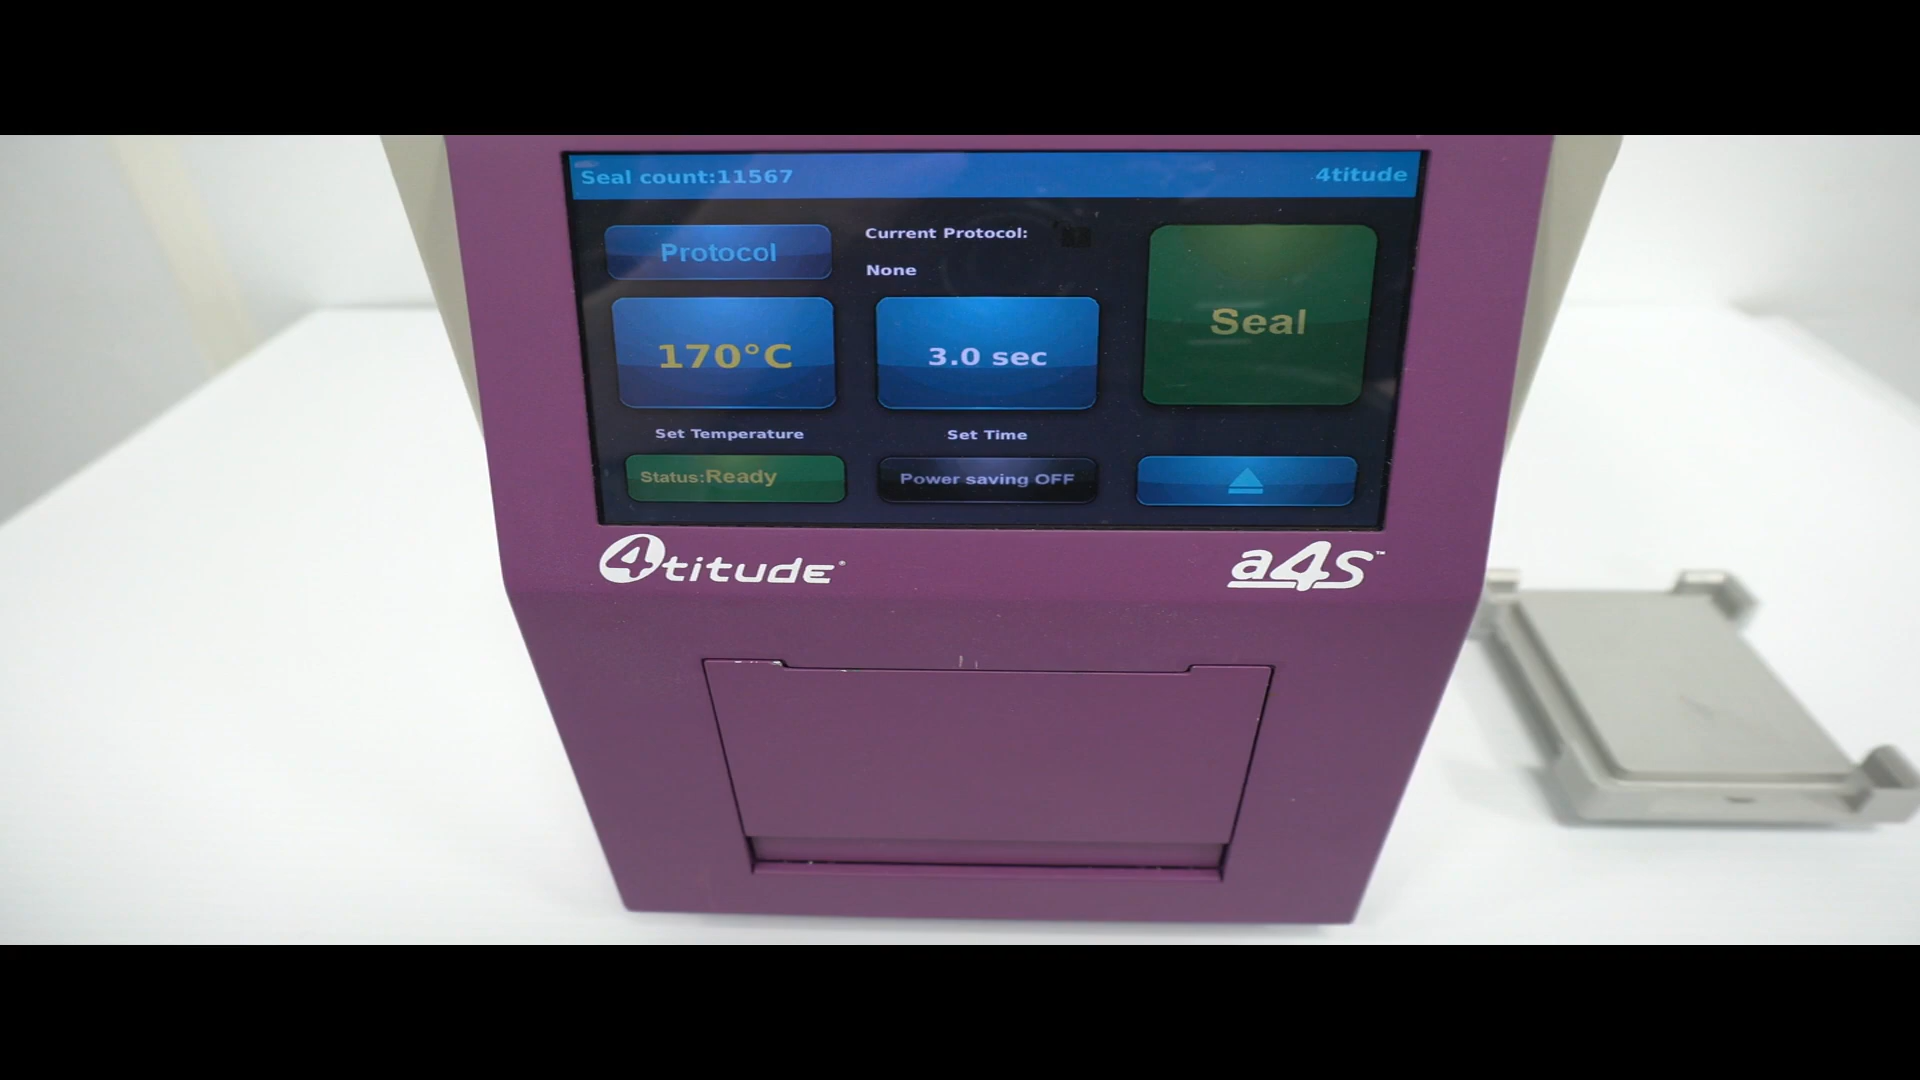 Seal count:11567
4titude
Protocol
Current Protocol:
None
170°C
3.0 sec
Seal
Set Temperature
Set Time
Status:Ready
Power saving OFF
4titude®
a4S™